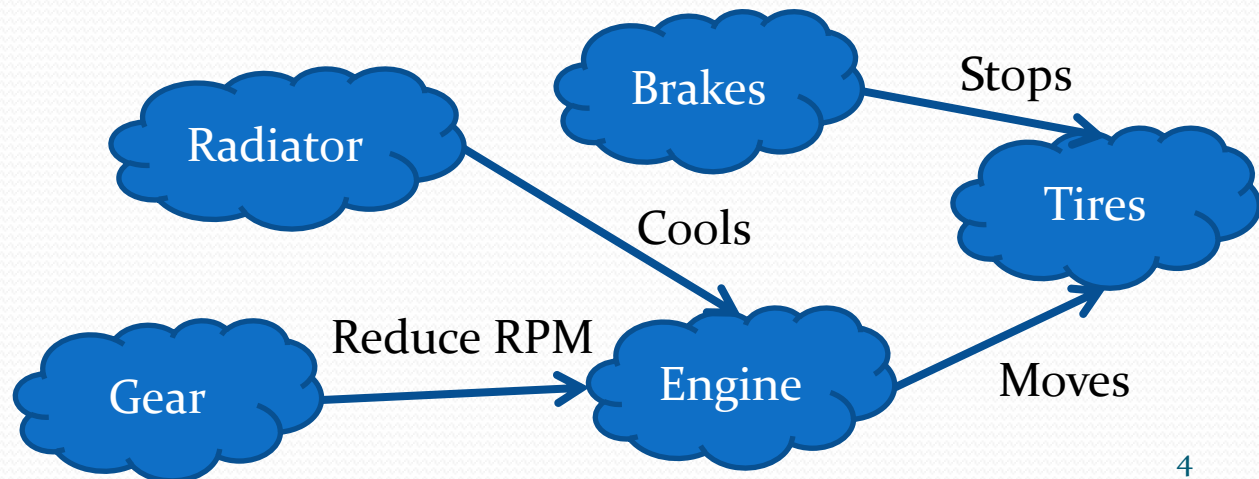 Brakes
Stops
Radiator
Tires
Cools
Reduce RPM
Gear
Engine
Moves
4